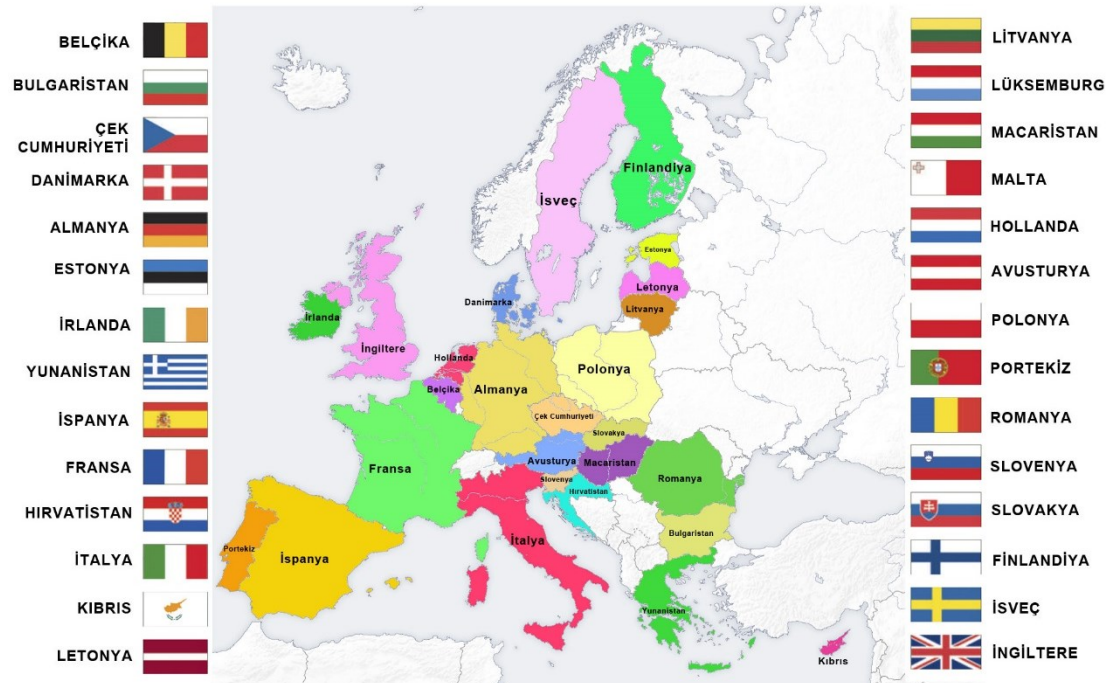 BELÇİKA
BULGARİSTAN
ÇEK
CUMHURİYETİ
DANİMARKA
ALMANYA
ESTONYA
İRLANDA
YUNANİSTAN
İSPANYA
FRANSA
HIRVATİSTAN
İTALYA
KIBRIS
LETONYA
Finlandiya
İsveç
Estonya
Letonya
Litvanya
Danimarka
İrlanda
İngiltere
Hollanda
Belçika
Almanya
Polonya
Çek Cumhuriyeti
Slovakya
Avusturya
Macaristan
Slovenya
Hırvatistan
Romanya
Fransa
Bulgaristan
İtalya
Portekiz
İspanya
Yunanistan
Kıbrıs
LİTVANYA
LÜKSEMBURG
MACARİSTAN
MALTA
HOLLANDA
AVUSTURYA
POLONYA
PORTEKİZ
ROMANYA
SLOVENYA
SLOVAKYA
FİNLANDİYA
İSVEÇ
İNGİLTERE